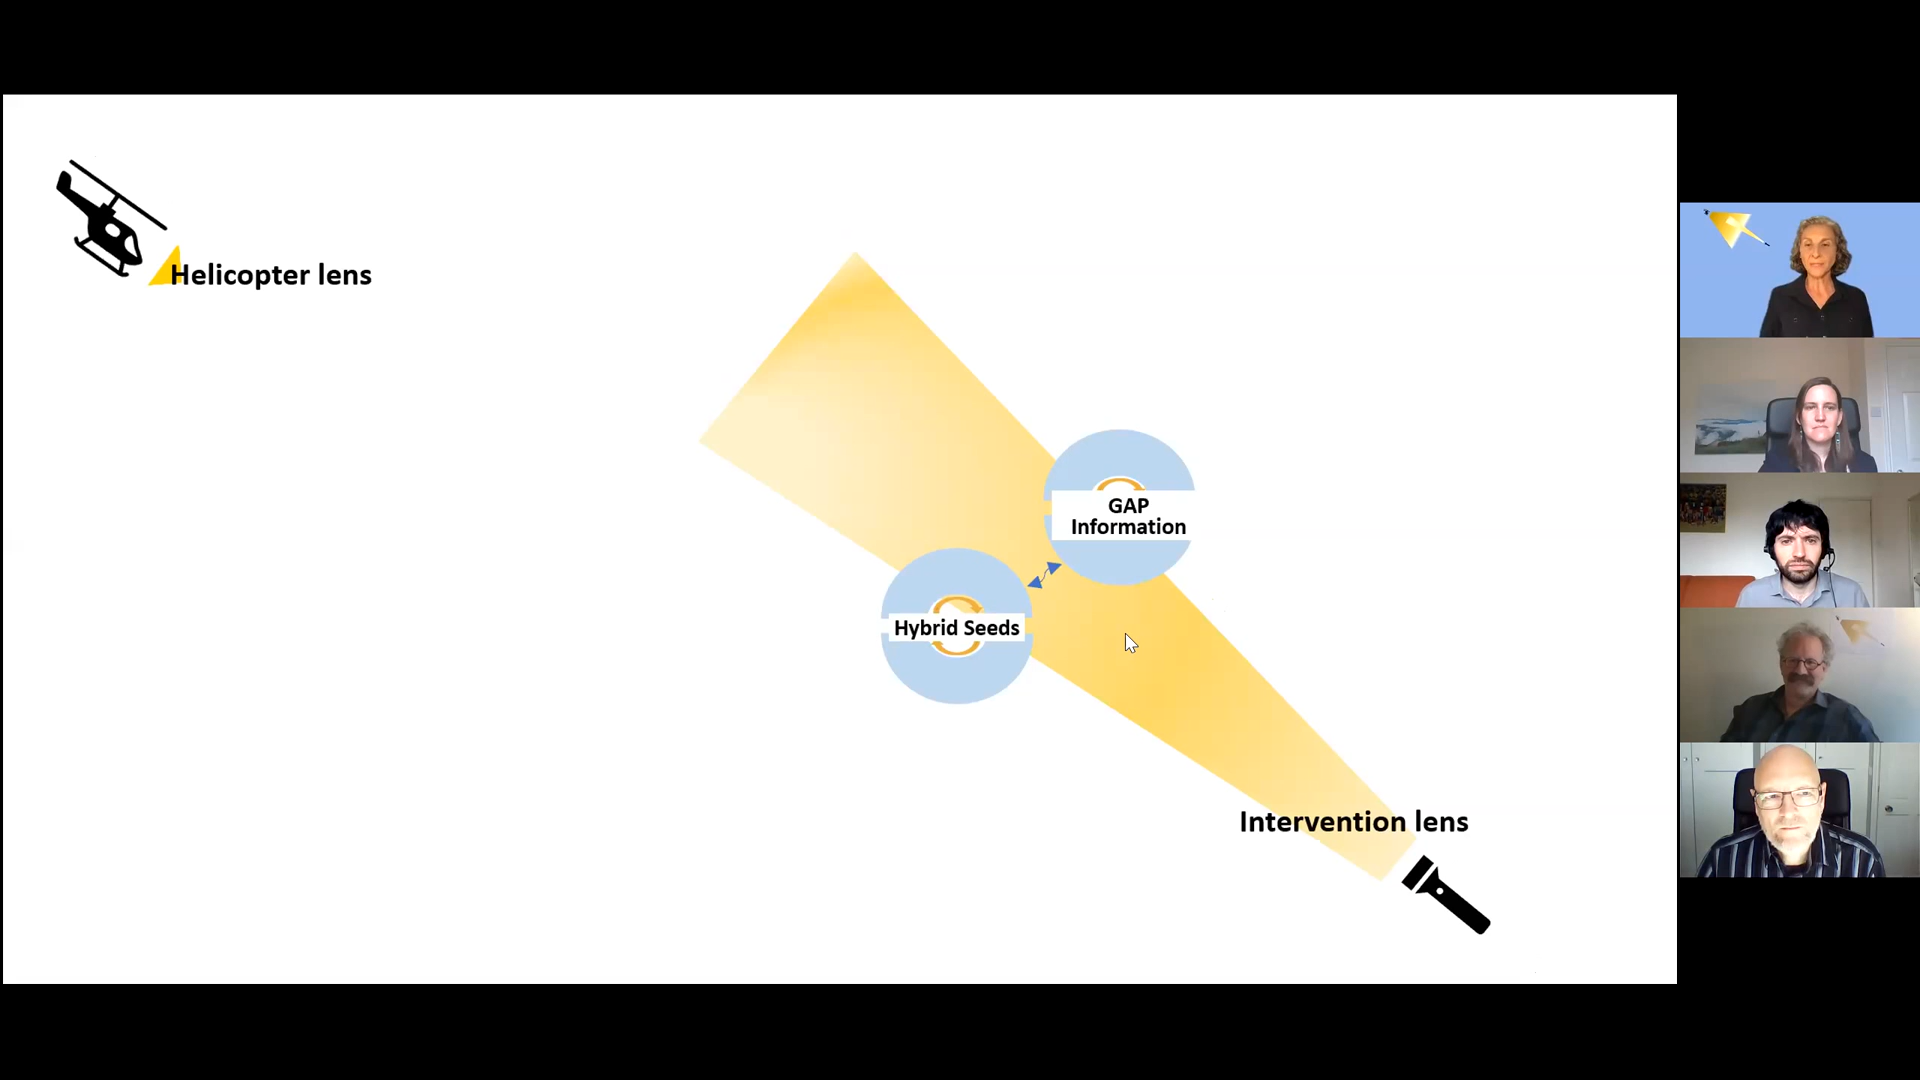 Helicopter lens
GAP
Information
Hybrid Seeds
Intervention lens